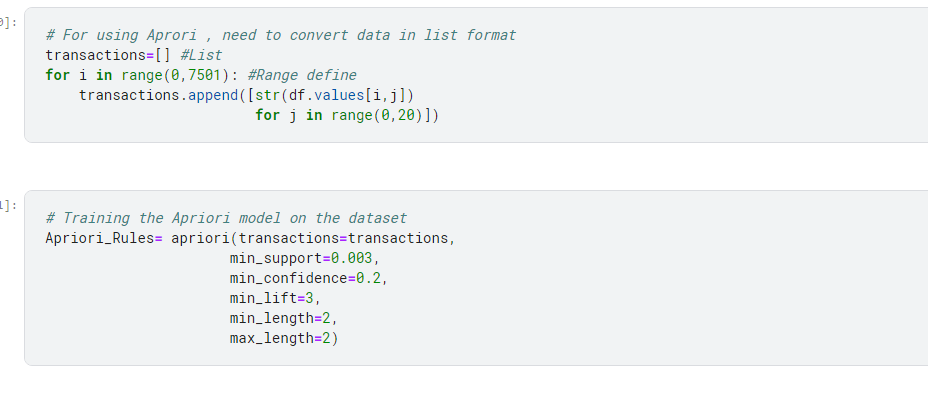 ]:
# For using Aprori , need to convert data in list format
transactions=[] #List
for i in range(0,7501): #Range define
    transactions.append([str(df.values[i,j])
                         for j in range(0,20)])
]:
# Training the Apriori model on the dataset
Apriori_Rules= apriori(transactions=transactions,
                      min_support=0.003,
                      min_confidence=0.2,
                      min_lift=3,
                      min_length=2,
                      max_length=2)